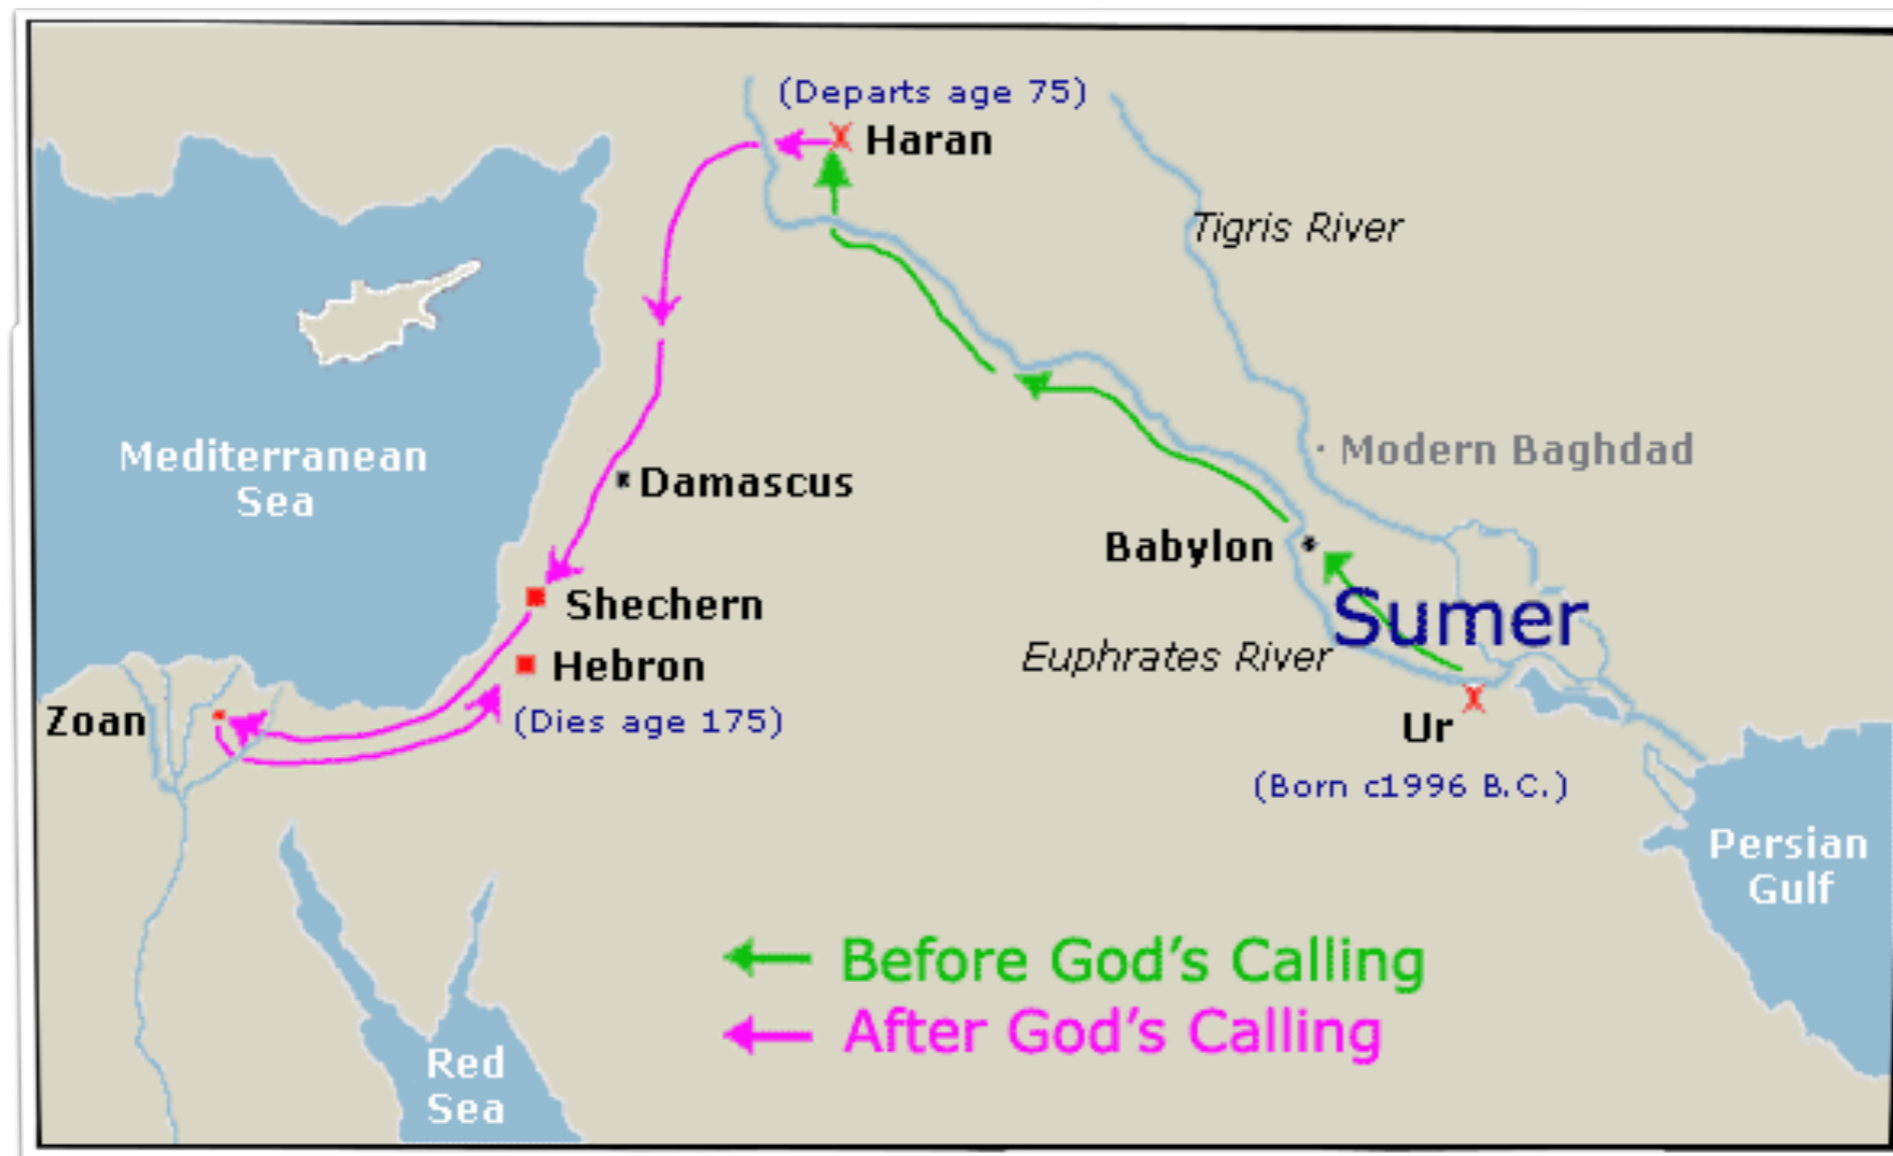 (Departs age 75)
Haran
Tigris River
Mediterranean
Sea
Modern Baghdad
Damascus
Babylon
Shechern
Sumer
Euphrates River
Hebron
Zoan
(Dies age 175)
Ur
(Born c1996 B.C.)
Persian
Gulf
Before God's Calling
After God's Calling
Red
Sea